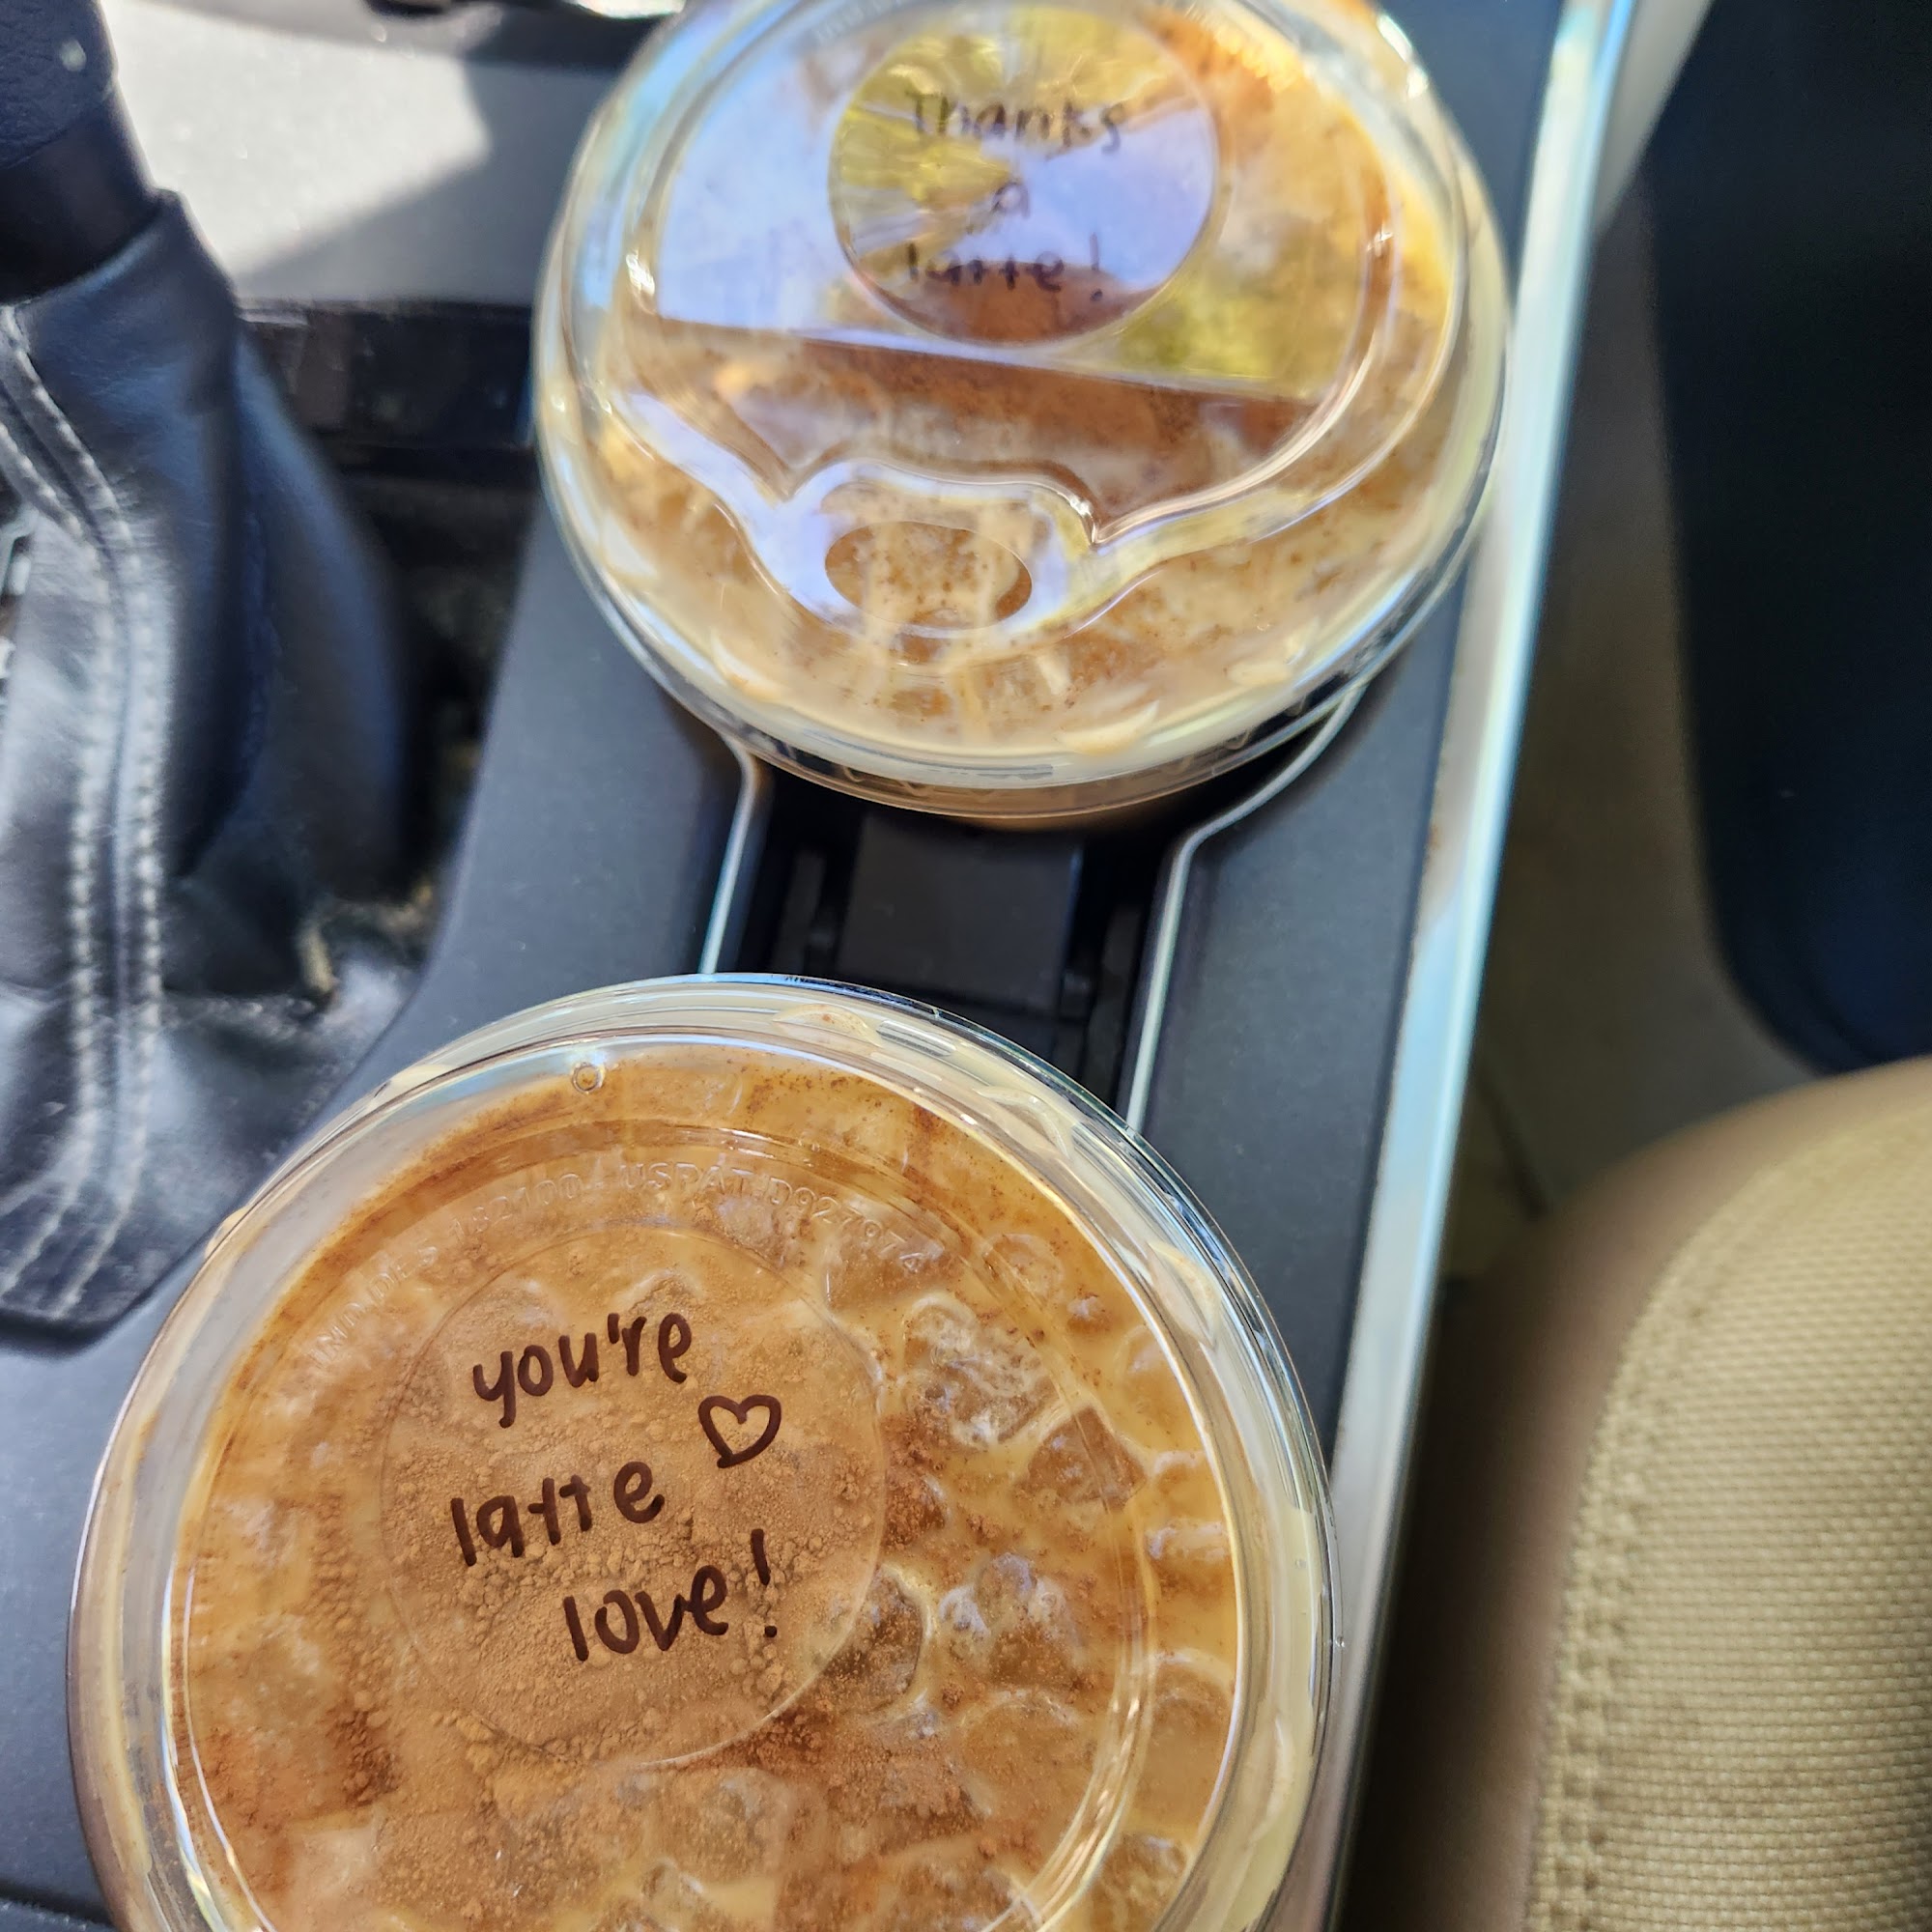 Thanks
a
latte!
you're
latte ♡
love!